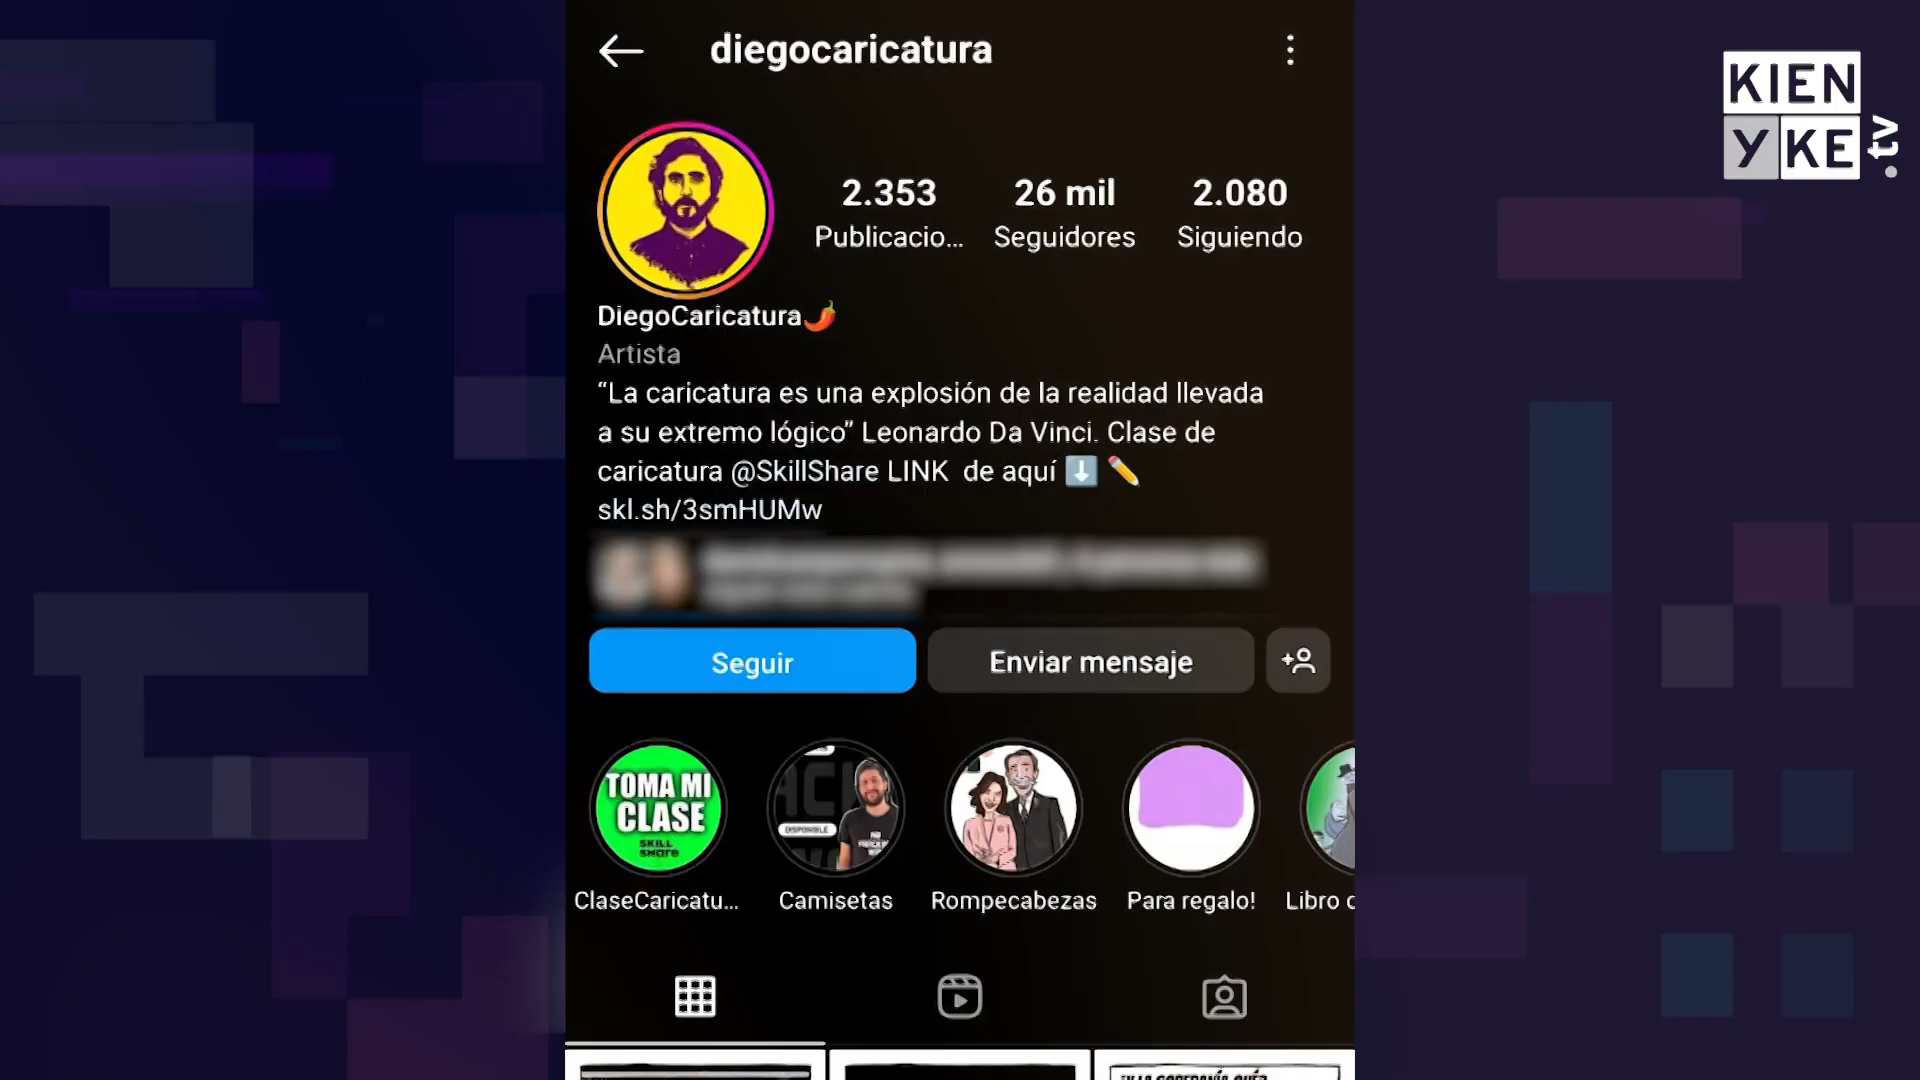 diegocaricatura
KIEN
YKE
.tv
2.353
26 mil
2.080
Publicacio...
Seguidores
Siguiendo
DiegoCaricatura🌶️
Artista
“La caricatura es una explosión de la realidad llevada
a su extremo lógico” Leonardo Da Vinci. Clase de
caricatura @SkillShare LINK de aquí ⬇️ ✏️
skl.sh/3smHUMw
Seguir
Enviar mensaje
TOMA MI
CLASE
SKILL
SHare
DISPONIBLE
ClaseCaricatu...
Camisetas
Rompecabezas
Para regalo!
Libro